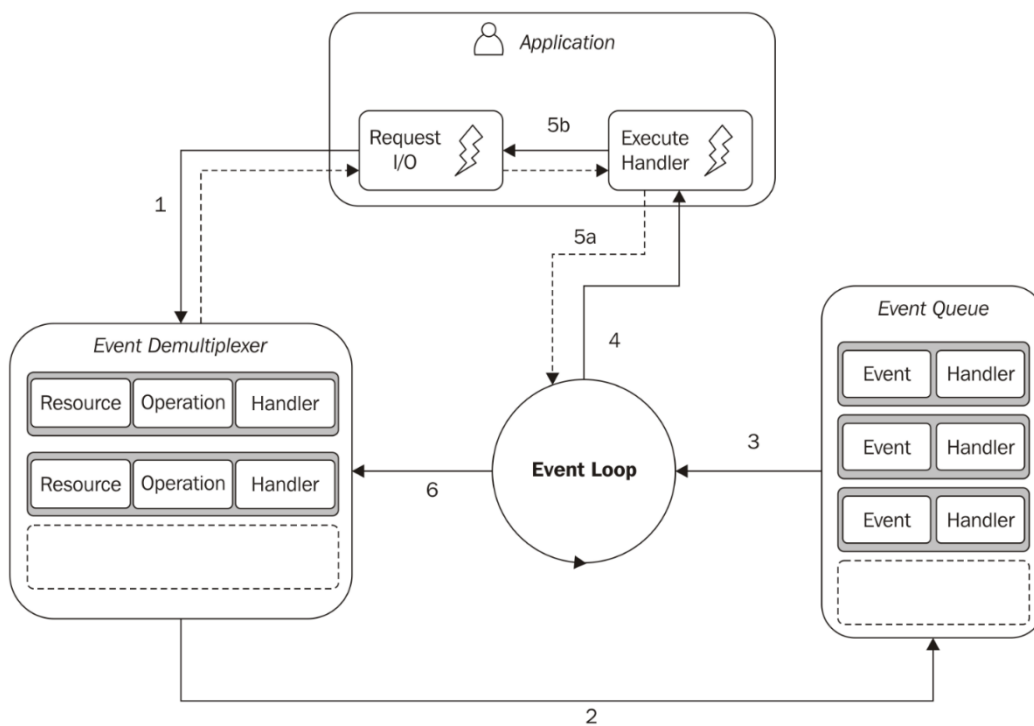 Application
Request
I/O
5b
Execute
Handler
1
5a
Event Demultiplexer
Resource Operation Handler
Resource Operation Handler
4
Event Loop
6
3
Event Queue
Event Handler
Event Handler
Event Handler
2